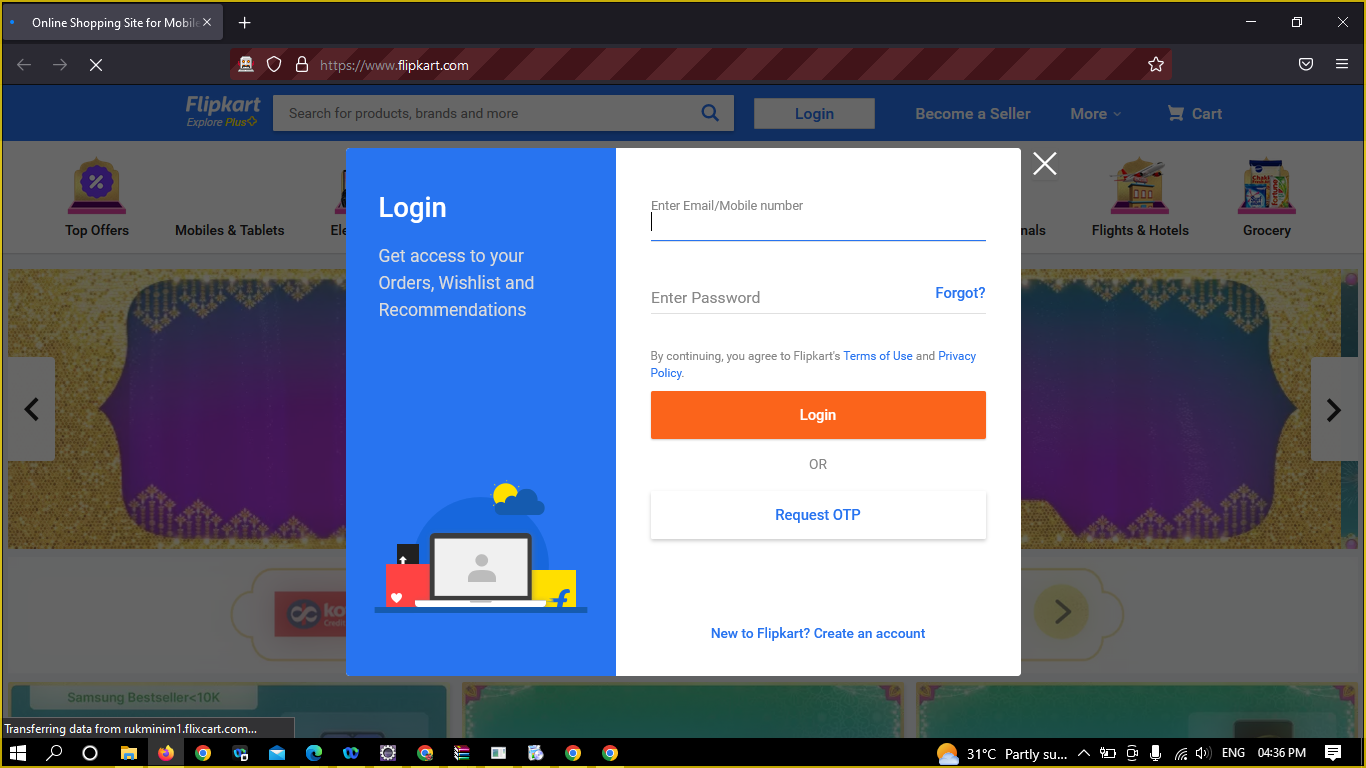 Online Shopping Site for Mobile
https://www.flipkart.com
Flipkart
Explore Plus
Search for products, brands and more
Login
Become a Seller
More
Cart
Top Offers
Mobiles & Tablets
Flights & Hotels
Grocery
Login
Get access to your
Orders, Wishlist and
Recommendations
Enter Email/Mobile number
Enter Password
Forgot?
By continuing, you agree to Flipkart's Terms of Use and Privacy
Policy.
Login
OR
Request OTP
New to Flipkart? Create an account
Samsung Bestseller<10K
Transferring data from rukminim1.flixcart.com...
31°C Partly su...
ENG
04:36 PM